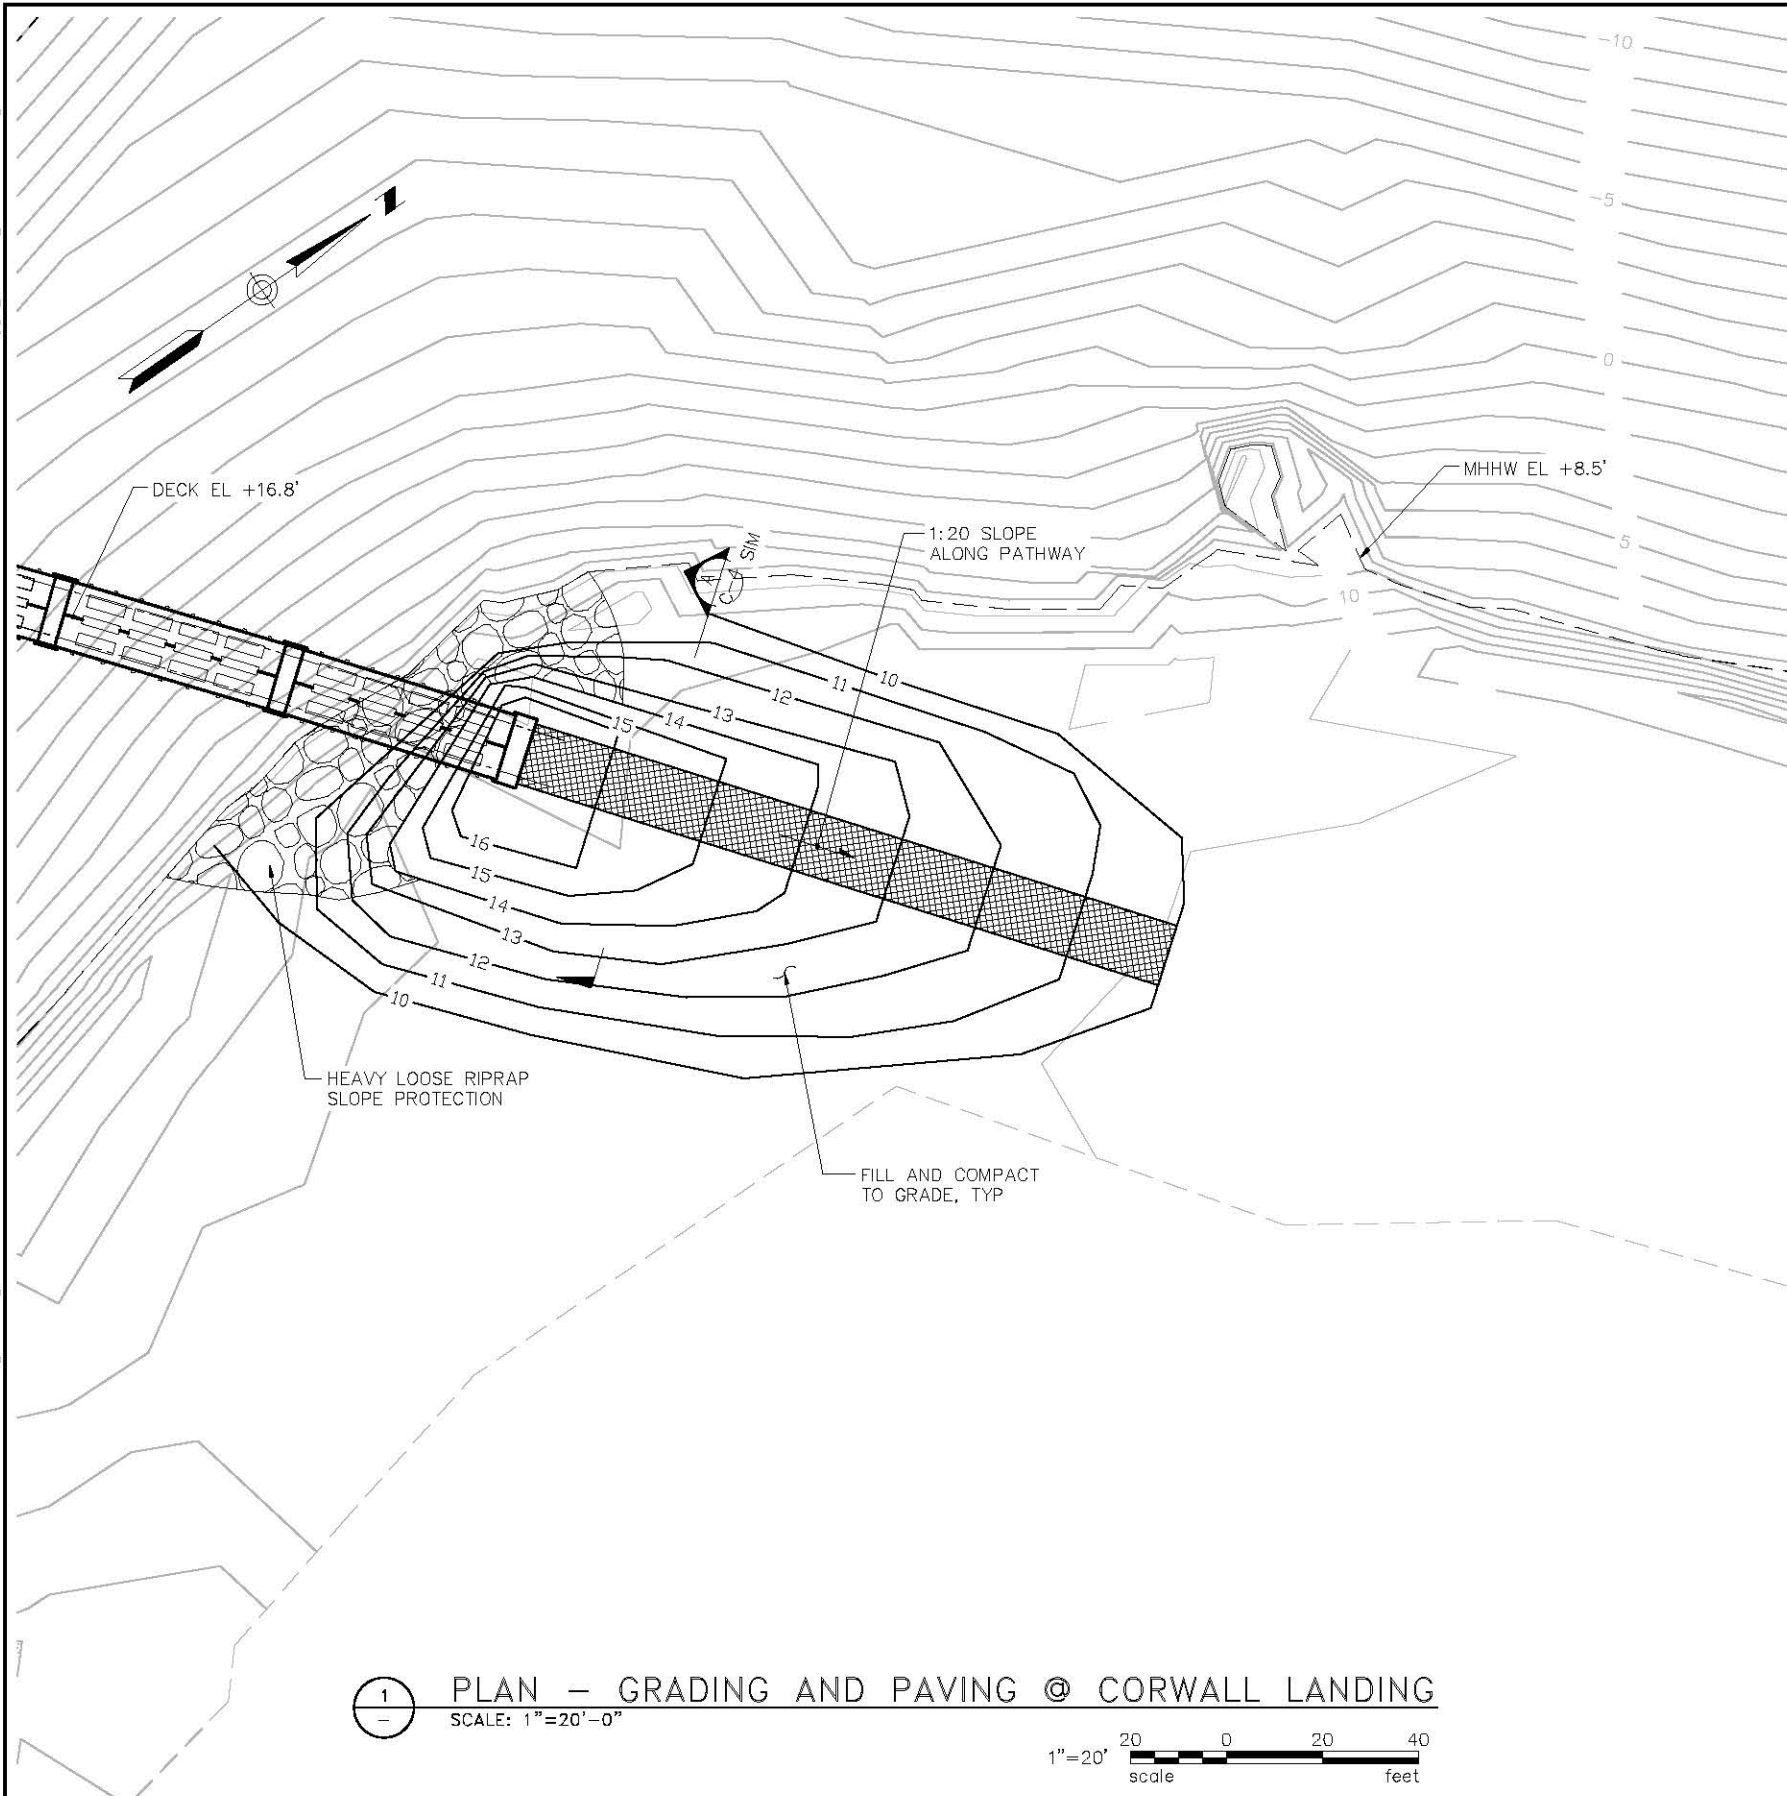 -10
-5
0
DECK EL +16.8'
MHHW EL +8.5'
1:20 SLOPE
ALONG PATHWAY
5
A
C-4 SIM
10
10
11
12
13
14
15
16
15
14
13
12
11
10
HEAVY LOOSE RIPRAP
SLOPE PROTECTION
FILL AND COMPACT
TO GRADE, TYP
1
-
PLAN - GRADING AND PAVING @ CORWALL LANDING
SCALE: 1"=20'-0"
1"=20'
20 0 20 40
scale feet